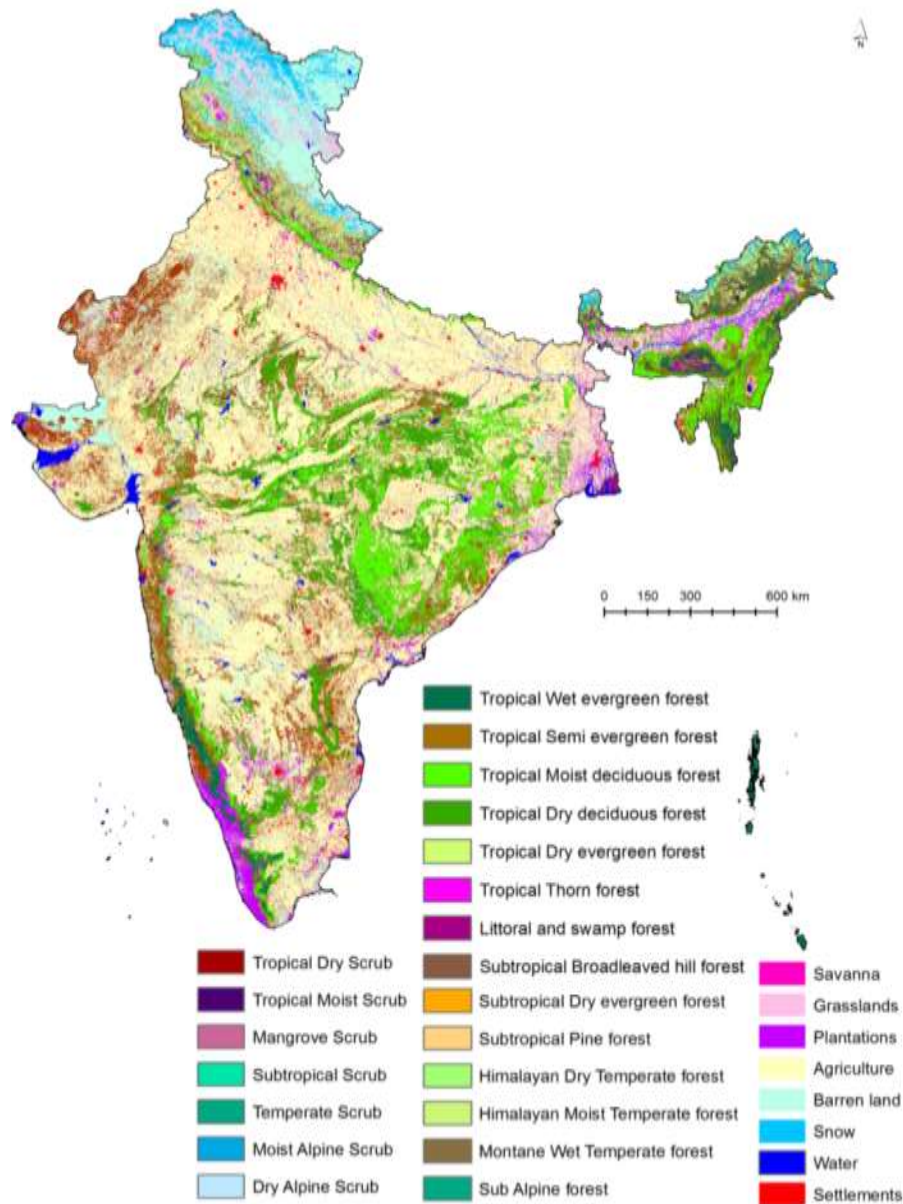 N
0 150 300 600 km
Tropical Wet evergreen forest
Tropical Semi evergreen forest
Tropical Moist deciduous forest
Tropical Dry deciduous forest
Tropical Dry evergreen forest
Tropical Thorn forest
Littoral and swamp forest
Subtropical Broadleaved hill forest
Subtropical Dry evergreen forest
Subtropical Pine forest
Himalayan Dry Temperate forest
Himalayan Moist Temperate forest
Montane Wet Temperate forest
Sub Alpine forest
Tropical Dry Scrub
Tropical Moist Scrub
Mangrove Scrub
Subtropical Scrub
Temperate Scrub
Moist Alpine Scrub
Dry Alpine Scrub
Savanna
Grasslands
Plantations
Agriculture
Barren land
Snow
Water
Settlements